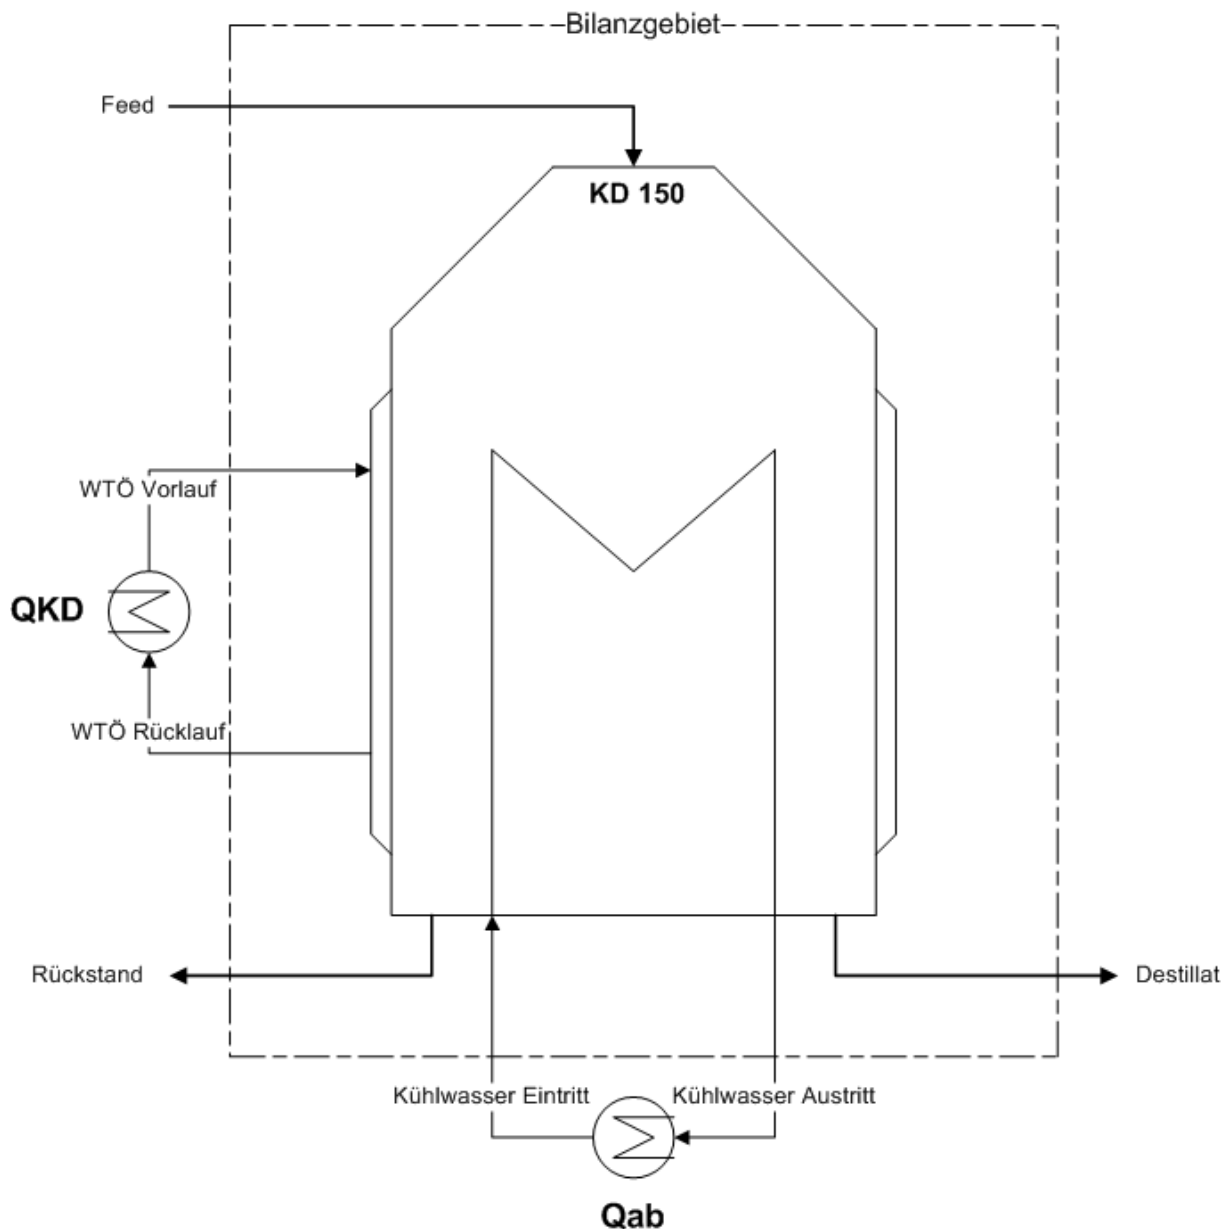 Bilanzgebiet
Feed
KD 150
WTÖ Vorlauf
QKD
WTÖ Rücklauf
Rückstand
Destillat
Kühlwasser Eintritt
Kühlwasser Austritt
Qab